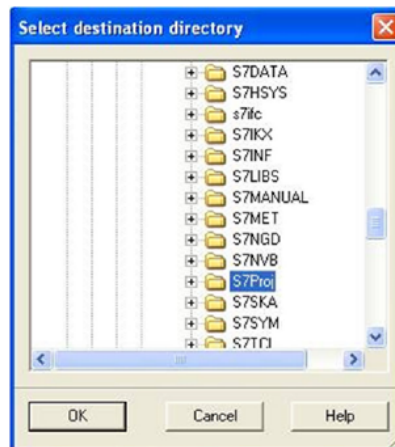 Select destination directory
S7DATA
S7HSYS
s7ifc
S7IKX
S7INF
S7LIBS
S7MANUAL
S7MET
S7NGD
S7NVB
S7Proj
S7SKA
S7SYM
S7TCI
OK
Cancel
Help